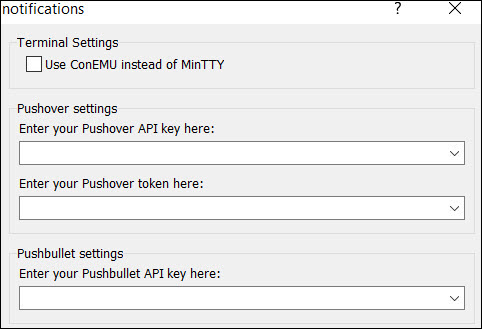 notifications ?
Terminal Settings
Use ConEMU instead of MinTTY
Pushover settings
Enter your Pushover API key here:
Enter your Pushover token here:
Pushbullet settings
Enter your Pushbullet API key here: